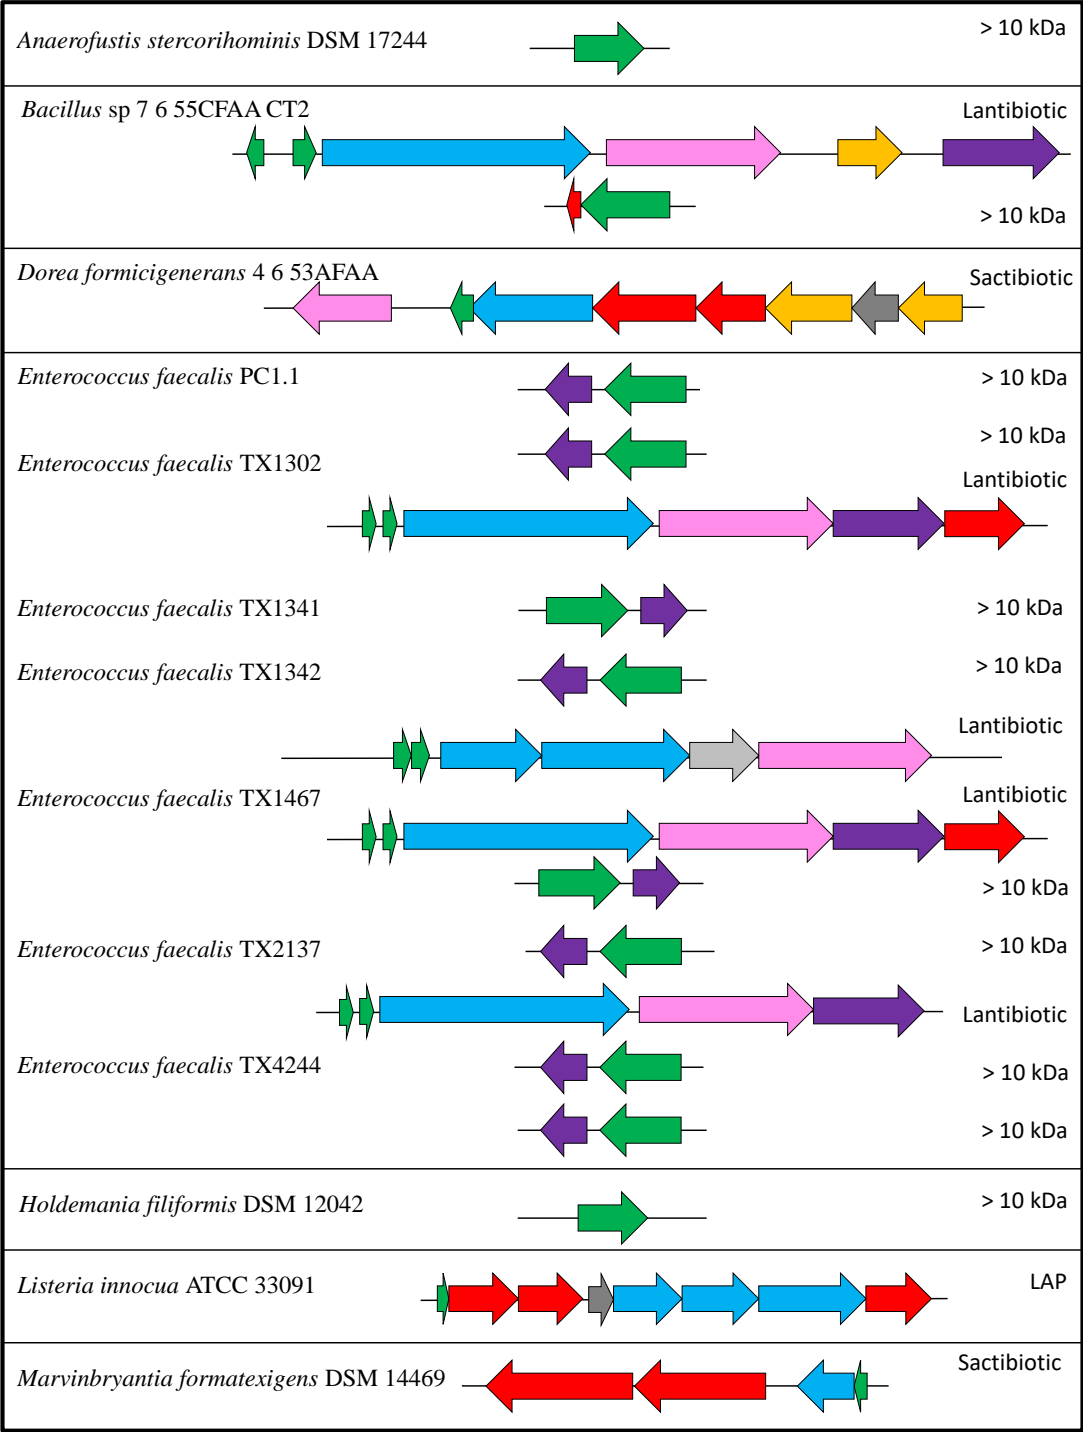 Anaerofustis stercorihominis DSM 17244
> 10 kDa
Bacillus sp 7 6 55CFAA CT2
Lantibiotic
> 10 kDa
Dorea formicigenerans 4 6 53AFAA
Sactibiotic
Enterococcus faecalis PC1.1
> 10 kDa
> 10 kDa
Enterococcus faecalis TX1302
Lantibiotic
Enterococcus faecalis TX1341
> 10 kDa
Enterococcus faecalis TX1342
> 10 kDa
Lantibiotic
Enterococcus faecalis TX1467
Lantibiotic
> 10 kDa
Enterococcus faecalis TX2137
> 10 kDa
Lantibiotic
Enterococcus faecalis TX4244
> 10 kDa
> 10 kDa
Holdemania filiformis DSM 12042
> 10 kDa
Listeria innocua ATCC 33091
LAP
Marvinbryantia formatexigens DSM 14469
Sactibiotic